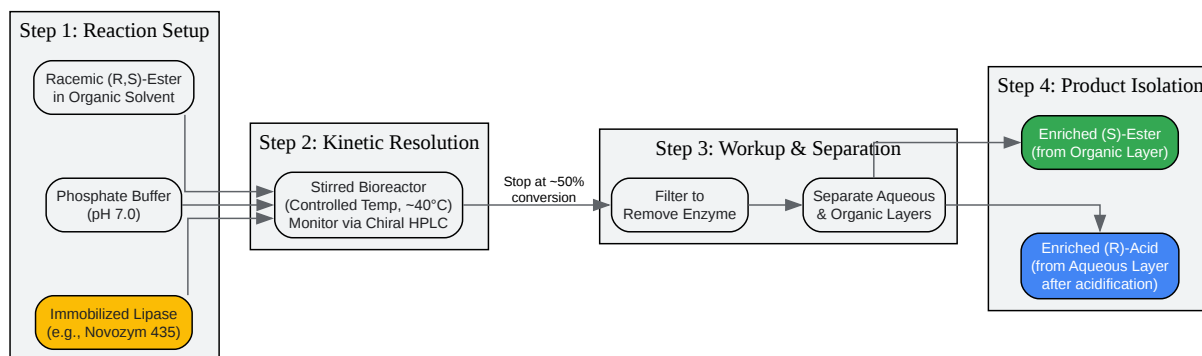 Step 1: Reaction Setup
Racemic (R,S)-Ester
in Organic Solvent
Phosphate Buffer
(pH 7.0)
Immobilized Lipase
(e.g., Novozym 435)
Step 2: Kinetic Resolution
Stirred Bioreactor
(Controlled Temp, ~40°C)
Monitor via Chiral HPLC
Stop at ~50%
conversion
Step 3: Workup & Separation
Filter to
Remove Enzyme
Separate Aqueous
& Organic Layers
Step 4: Product Isolation
Enriched (S)-Ester
(from Organic Layer)
Enriched (R)-Acid
(from Aqueous Layer
after acidification)